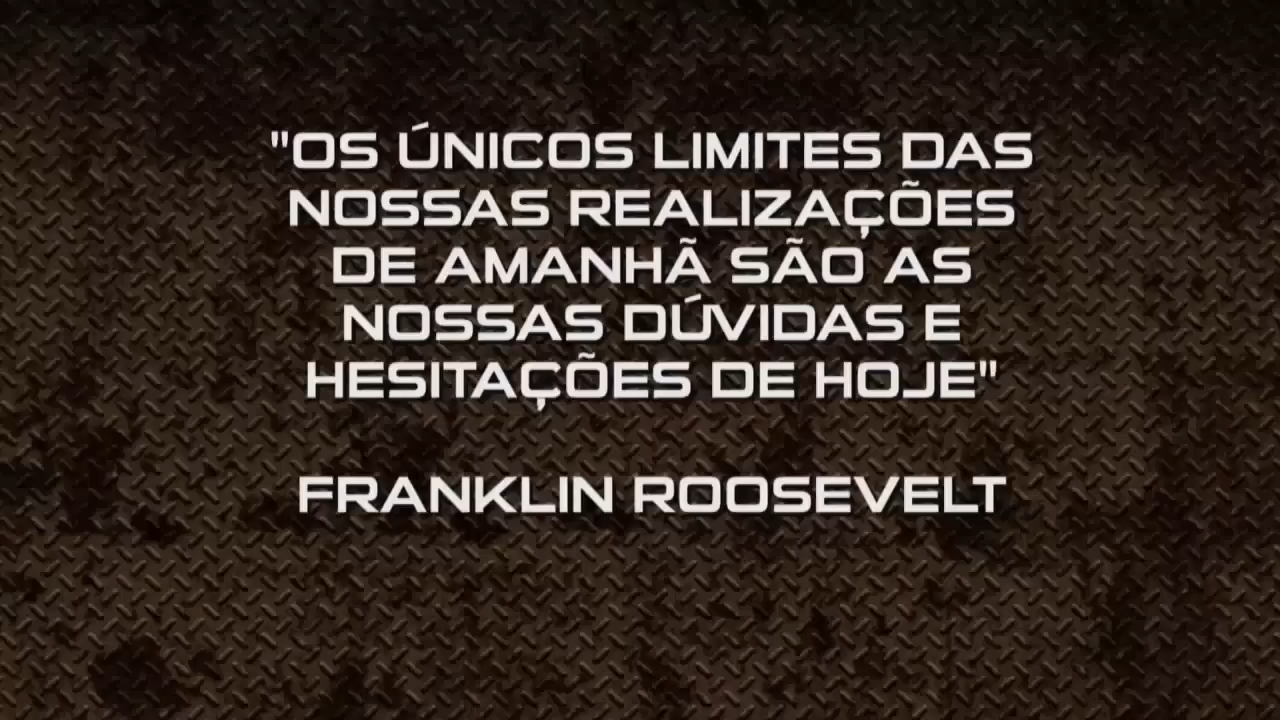 "OS ÚNICOS LIMITES DAS
NOSSAS REALIZAÇÕES
DE AMANHÃ SÃO AS
NOSSAS DÚVIDAS E
HESITAÇÕES DE HOJE"
FRANKLIN ROOSEVELT